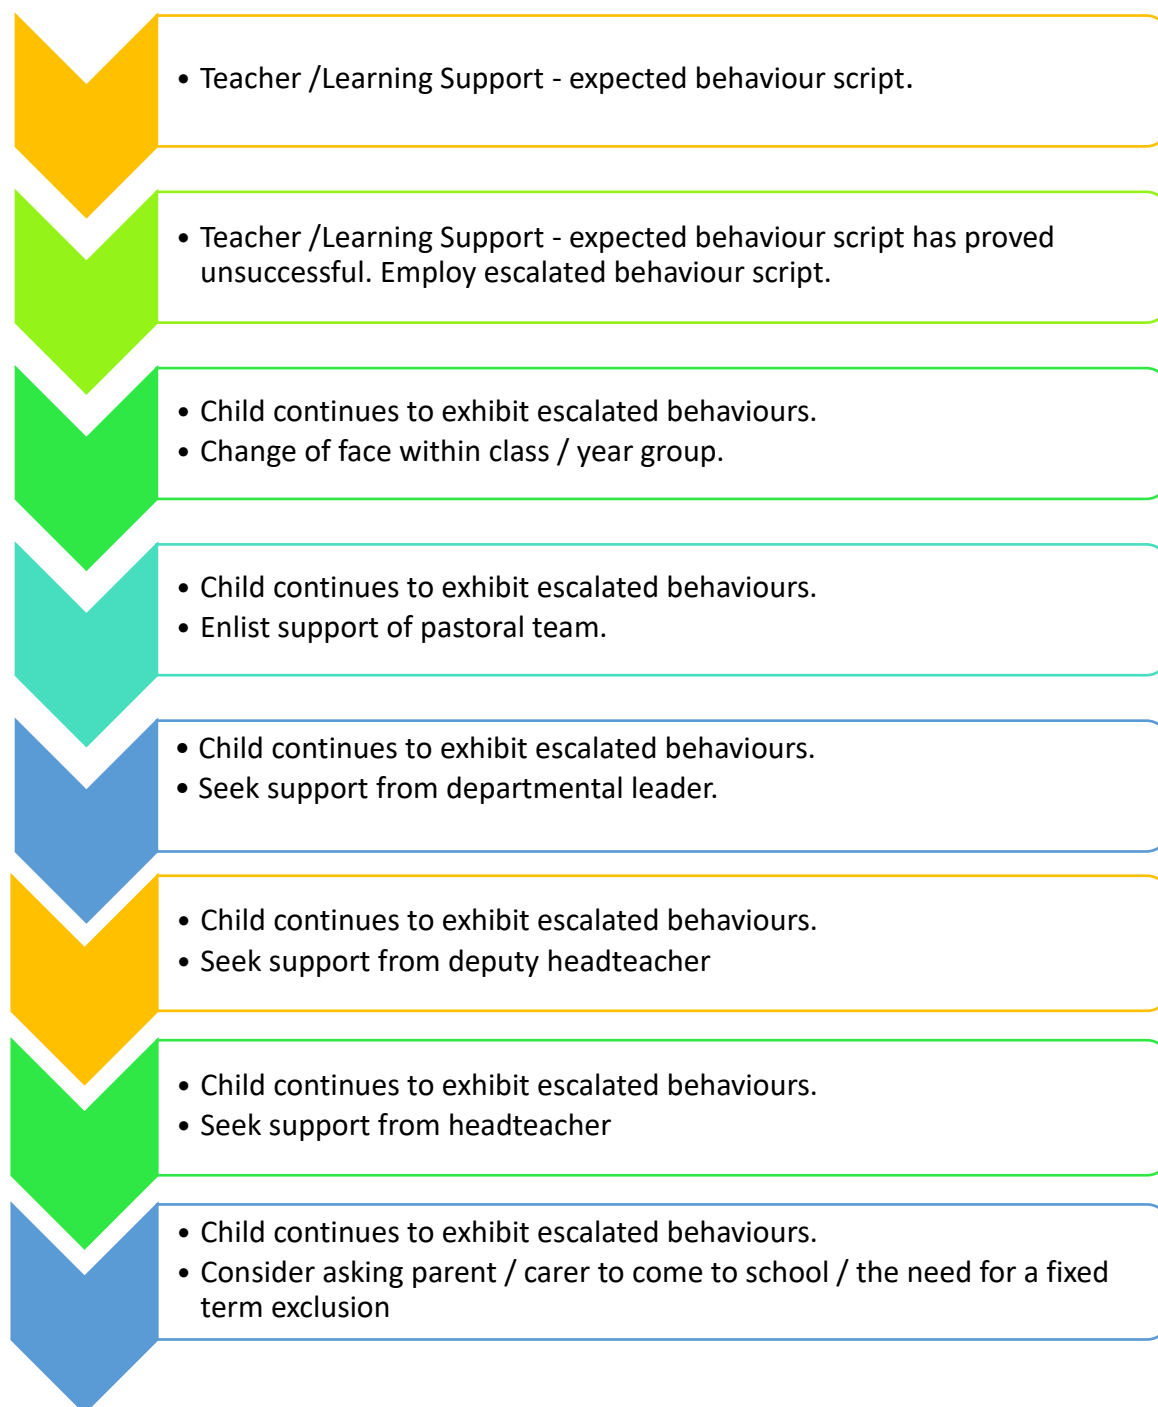 • Teacher /Learning Support - expected behaviour script.
• Teacher /Learning Support - expected behaviour script has proved
unsuccessful. Employ escalated behaviour script.
• Child continues to exhibit escalated behaviours.
• Change of face within class / year group.
• Child continues to exhibit escalated behaviours.
• Enlist support of pastoral team.
• Child continues to exhibit escalated behaviours.
• Seek support from departmental leader.
• Child continues to exhibit escalated behaviours.
• Seek support from deputy headteacher
• Child continues to exhibit escalated behaviours.
• Seek support from headteacher
• Child continues to exhibit escalated behaviours.
• Consider asking parent / carer to come to school / the need for a fixed
term exclusion